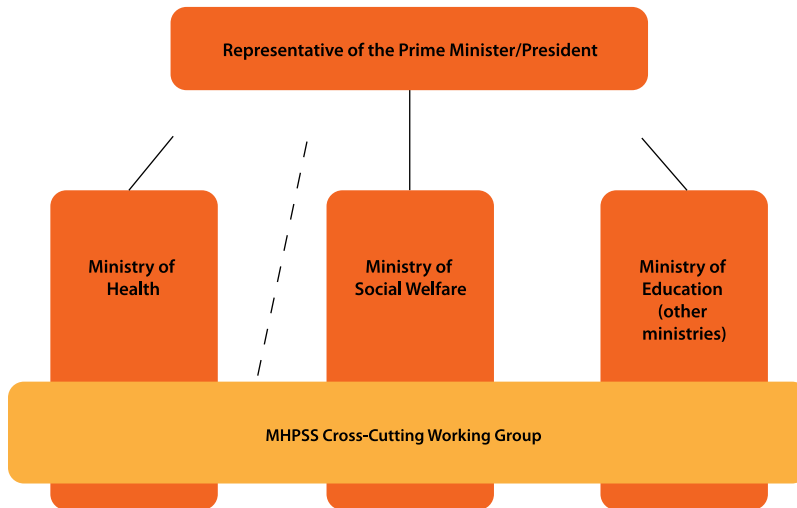 Representative of the Prime Minister/President
Ministry of
Health
Ministry of
Social Welfare
Ministry of
Education
(other
ministries)
MHPSS Cross-Cutting Working Group